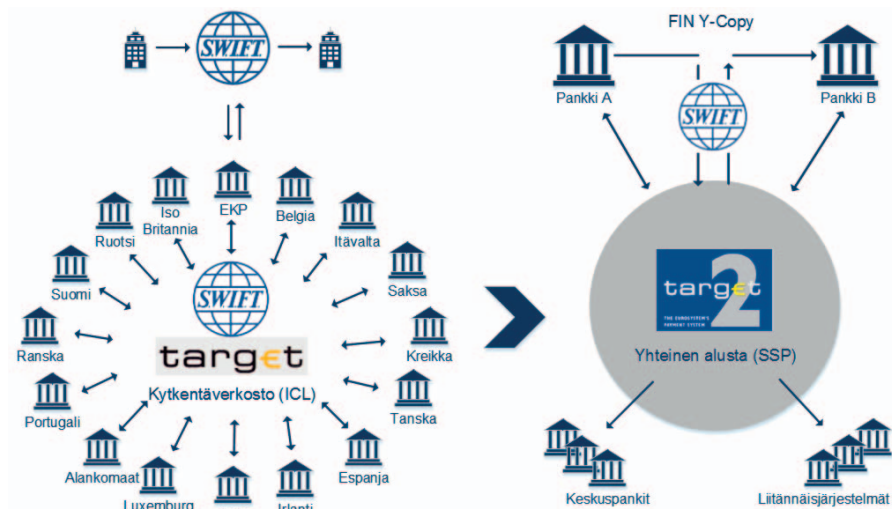 FIN Y-Copy
SWIFT
Pankki A
Pankki B
SWIFT
EKP
Iso
Britannia
Belgia
Ruotsi
Itävalta
Suomi
Saksa
SWIFT
target
Ranska
Kreikka
Kytkentäverkosto (ICL)
Portugali
Tanska
Alankomaat
Espanja
Luxemburg
Irlanti
target 2
THE EUROSYSTEM'S
PAYMENT SYSTEM
Yhteinen alusta (SSP)
Keskuspankit
Liitännäisjärjestelmät